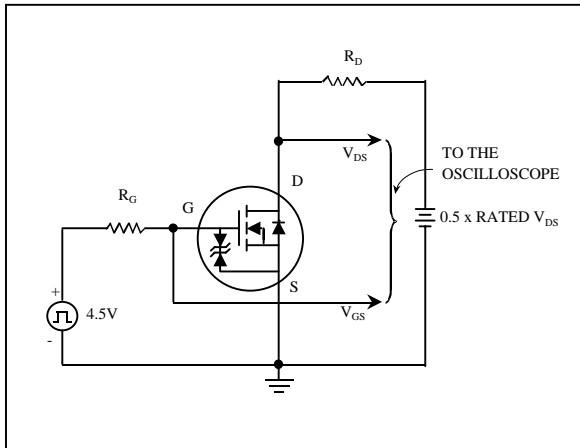 R_D
V_DS
TO THE
OSCILLOSCOPE
D
R_G
G
0.5 x RATED V_DS
S
+
4.5V
V_GS
-